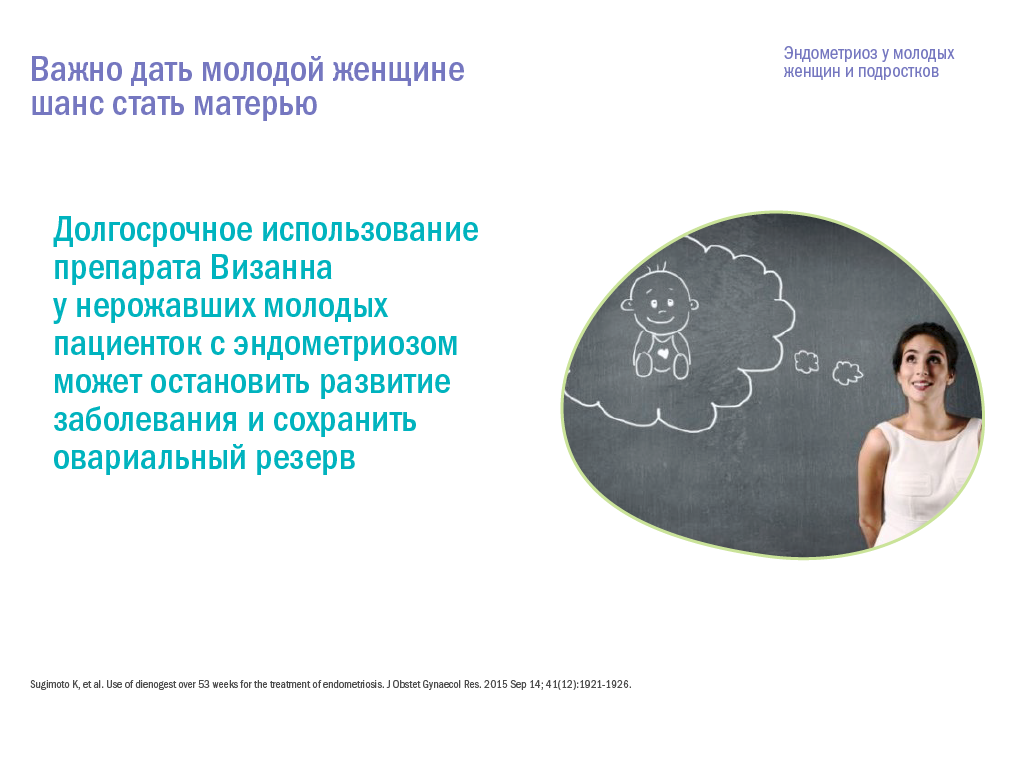 Важно дать молодой женщине
шанс стать матерью
Эндометриоз у молодых
женщин и подростков
Долгосрочное использование
препарата Визанна
у нерожавших молодых
пациенток с эндометриозом
может остановить развитие
заболевания и сохранить
овариальный резерв
Sugimoto K, et al. Use of dienogest over 53 weeks for the treatment of endometriosis. J Obstet Gynaecol Res. 2015 Sep 14; 41(12):1921-1926.